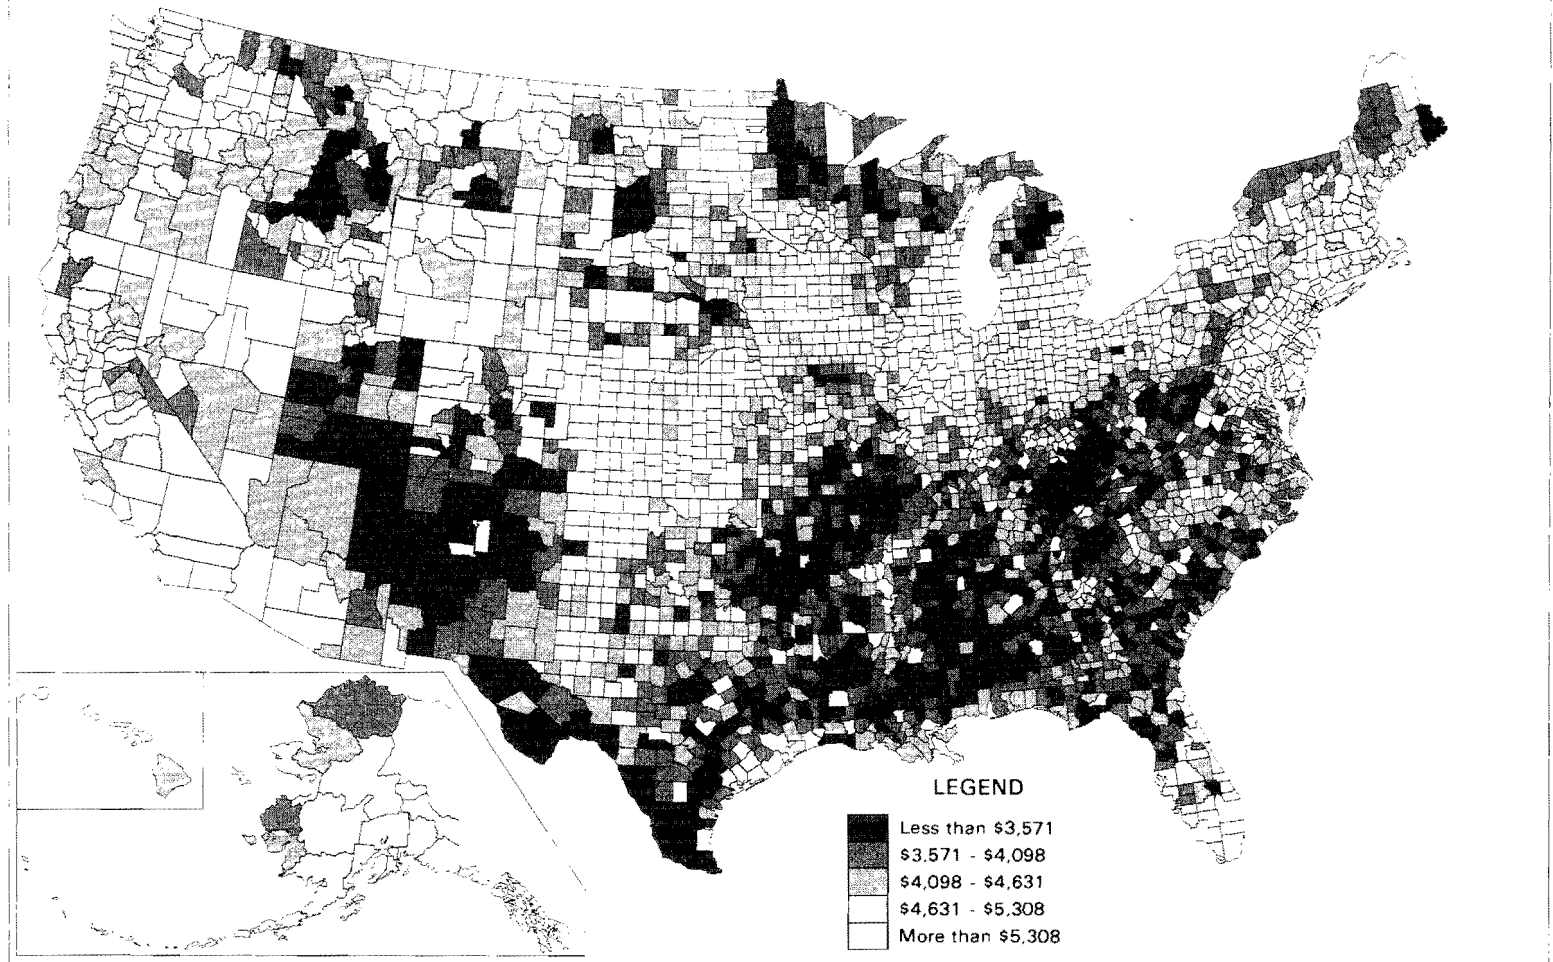 LEGEND
Less than $3,571
$3,571 - $4,098
$4,098 - $4,631
$4,631 - $5,308
More than $5,308